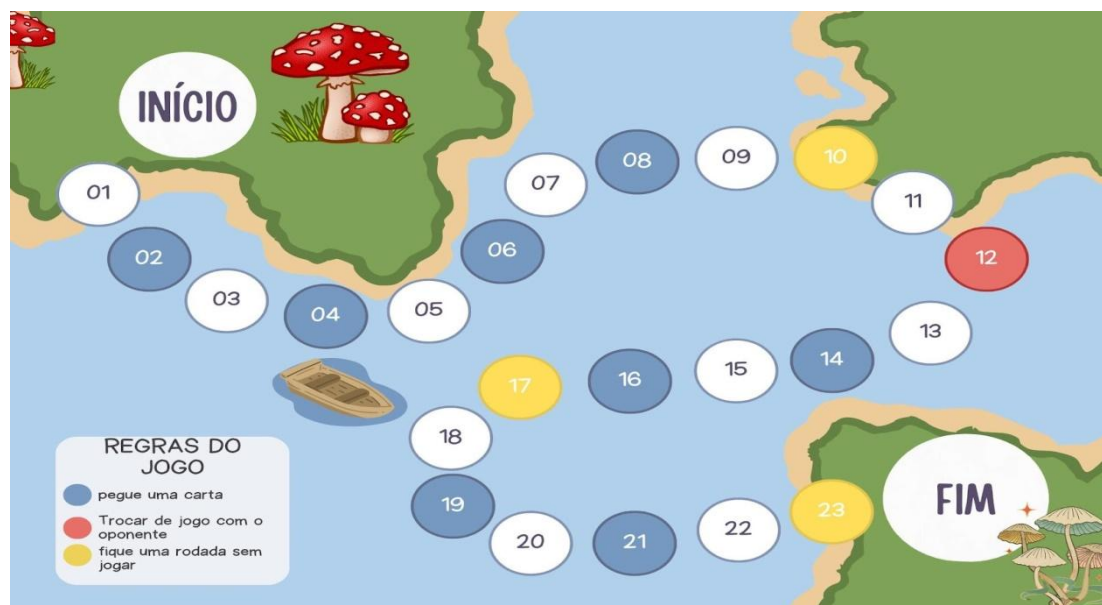 INÍCIO
01
02
03
04
05
06
07
08
09
10
11
12
13
14
15
16
17
18
19
20
21
22
23
FIM
REGRAS DO
JOGO
pegue uma carta
Trocar de jogo com o
oponente
fique uma rodada sem
jogar